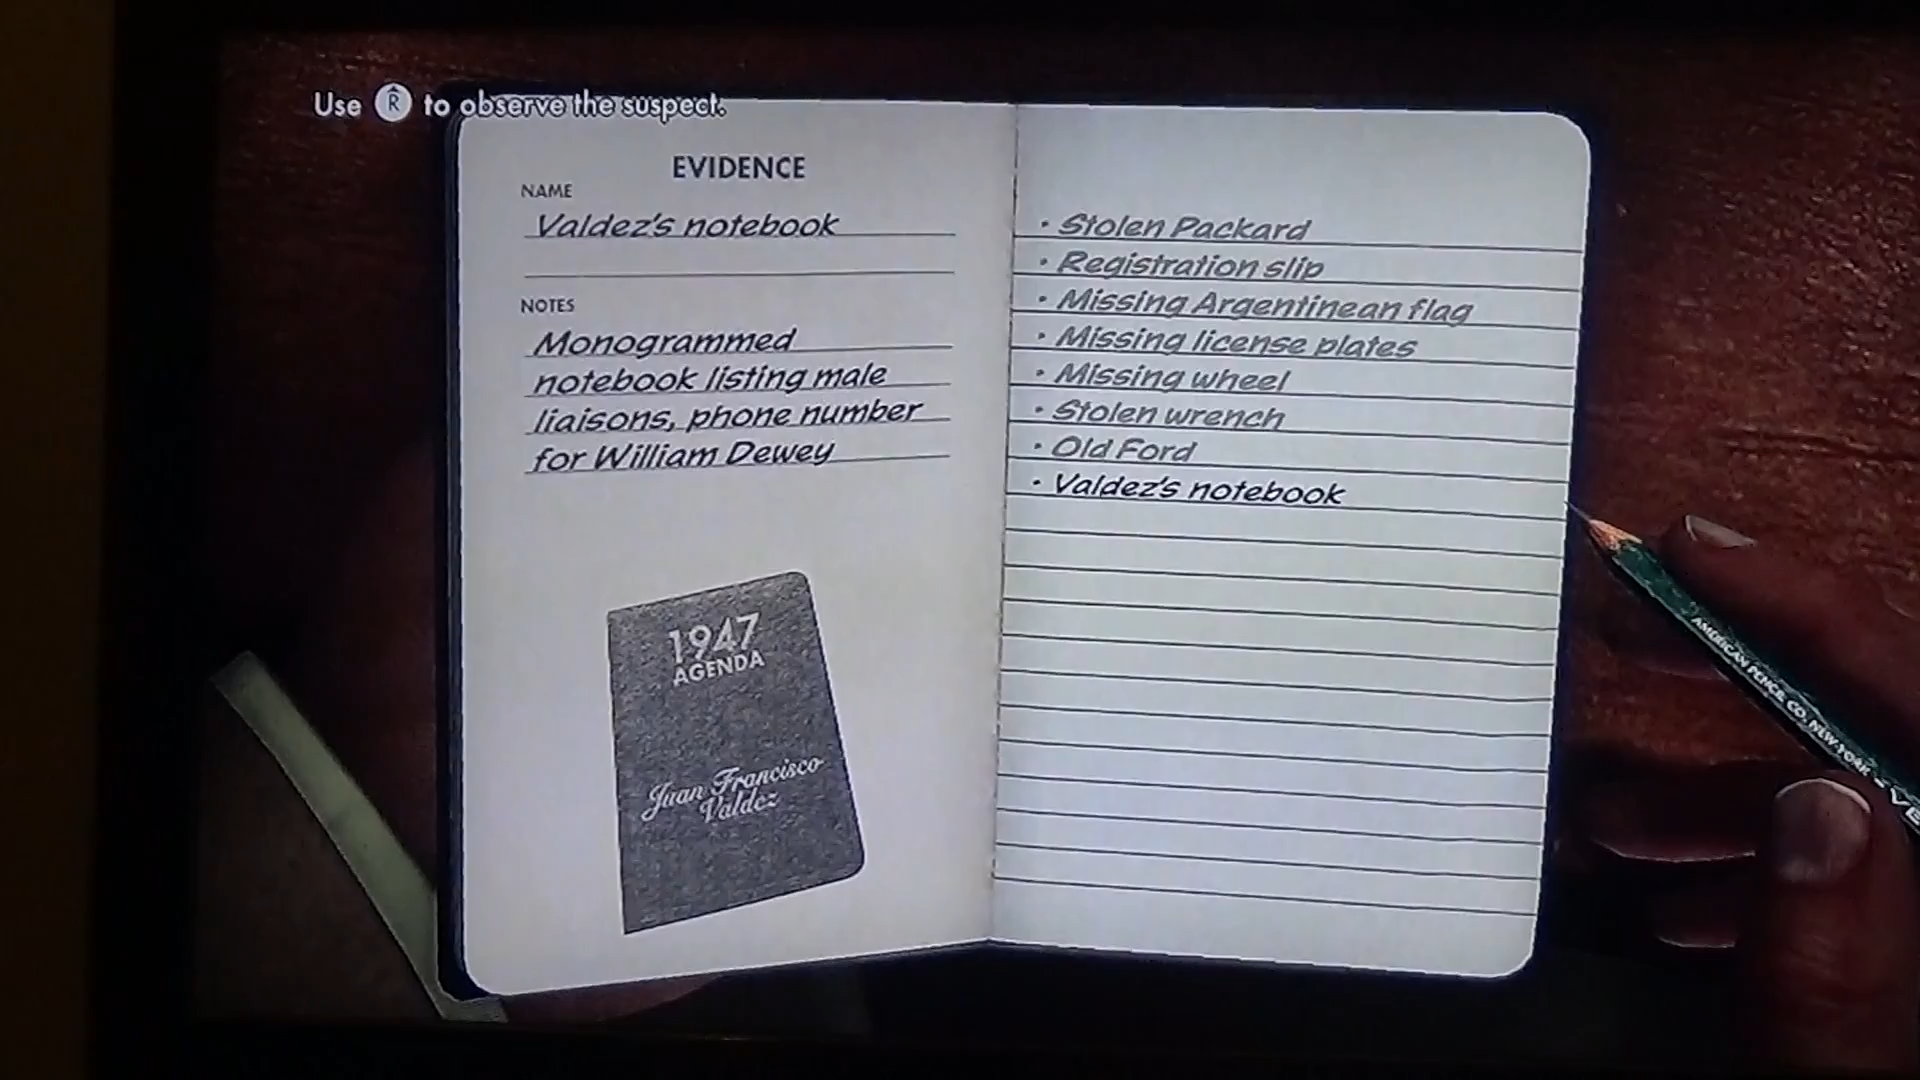 Use R to observe the suspect.
EVIDENCE
NAME
Valdez's notebook
NOTES
Monogrammed
notebook listing male
liaisons, phone number
for William Dewey
1947
AGENDA
Juan Francisco
Valdez
• Stolen Packard
• Registration slip
• Missing Argentinean flag
• Missing license plates
• Missing wheel
• Stolen wrench
• Old Ford
• Valdez's notebook
AMERICAN PENCIL CO. NEW YORK